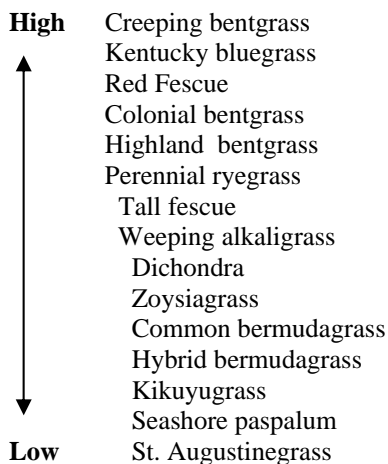 High Creeping bentgrass
Kentucky bluegrass
Red Fescue
Colonial bentgrass
Highland bentgrass
Perennial ryegrass
Tall fescue
Weeping alkaligrass
Dichondra
Zoysiagrass
Common bermudagrass
Hybrid bermudagrass
Kikuyugrass
Seashore paspalum
Low St. Augustinegrass